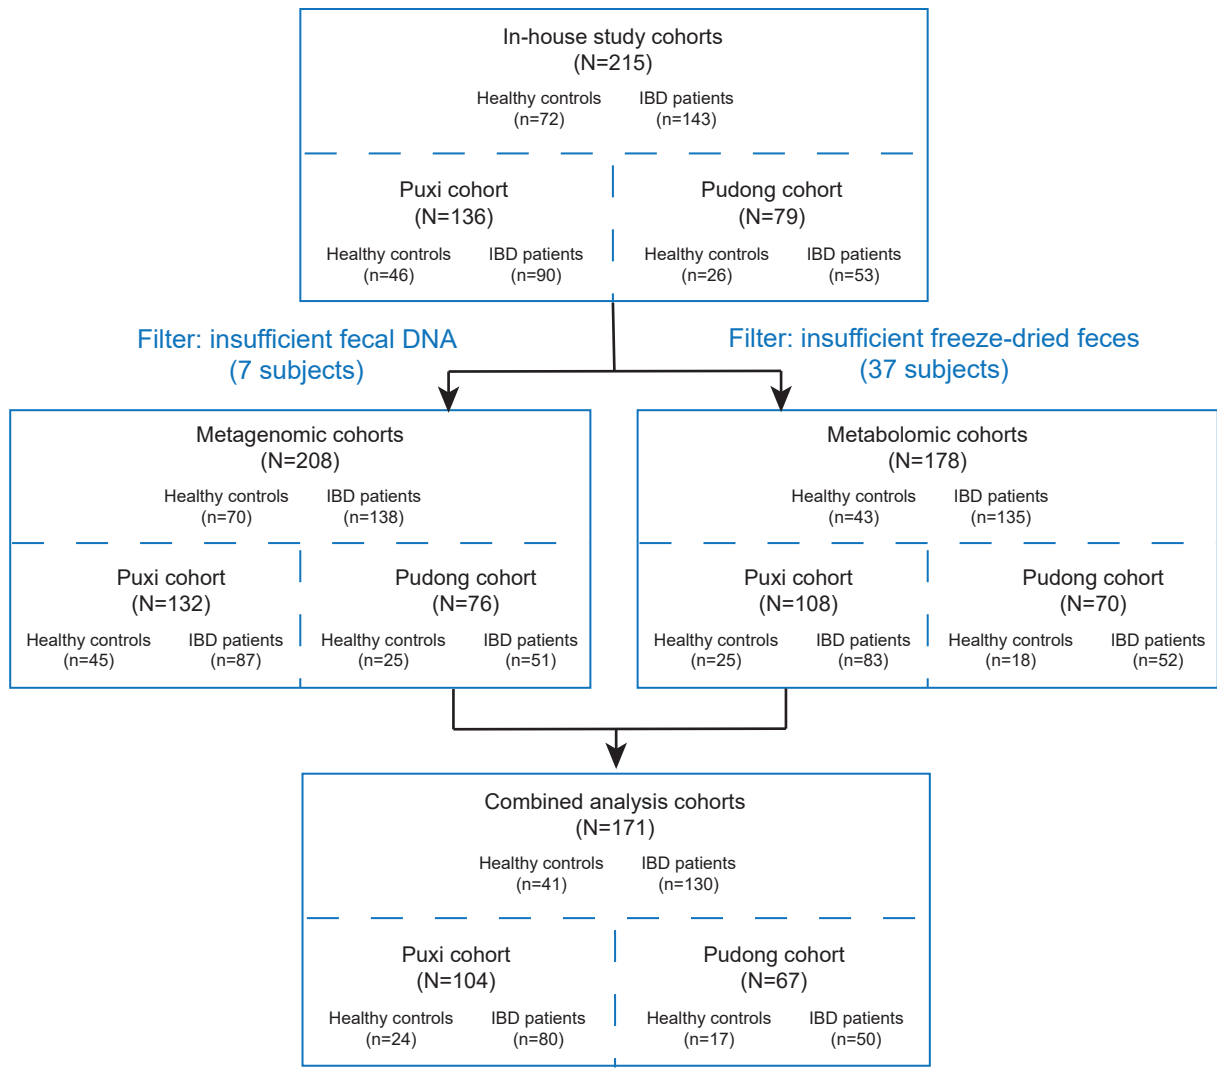 In-house study cohorts
(N=215)
Healthy controls
(n=72)
IBD patients
(n=143)
Puxi cohort
(N=136)
Healthy controls
(n=46)
IBD patients
(n=90)
Pudong cohort
(N=79)
Healthy controls
(n=26)
IBD patients
(n=53)
Filter: insufficient fecal DNA
(7 subjects)
Filter: insufficient freeze-dried feces
(37 subjects)
Metagenomic cohorts
(N=208)
Healthy controls
(n=70)
IBD patients
(n=138)
Puxi cohort
(N=132)
Healthy controls
(n=45)
IBD patients
(n=87)
Pudong cohort
(N=76)
Healthy controls
(n=25)
IBD patients
(n=51)
Metabolomic cohorts
(N=178)
Healthy controls
(n=43)
IBD patients
(n=135)
Puxi cohort
(N=108)
Healthy controls
(n=25)
IBD patients
(n=83)
Pudong cohort
(N=70)
Healthy controls
(n=18)
IBD patients
(n=52)
Combined analysis cohorts
(N=171)
Healthy controls
(n=41)
IBD patients
(n=130)
Puxi cohort
(N=104)
Healthy controls
(n=24)
IBD patients
(n=80)
Pudong cohort
(N=67)
Healthy controls
(n=17)
IBD patients
(n=50)